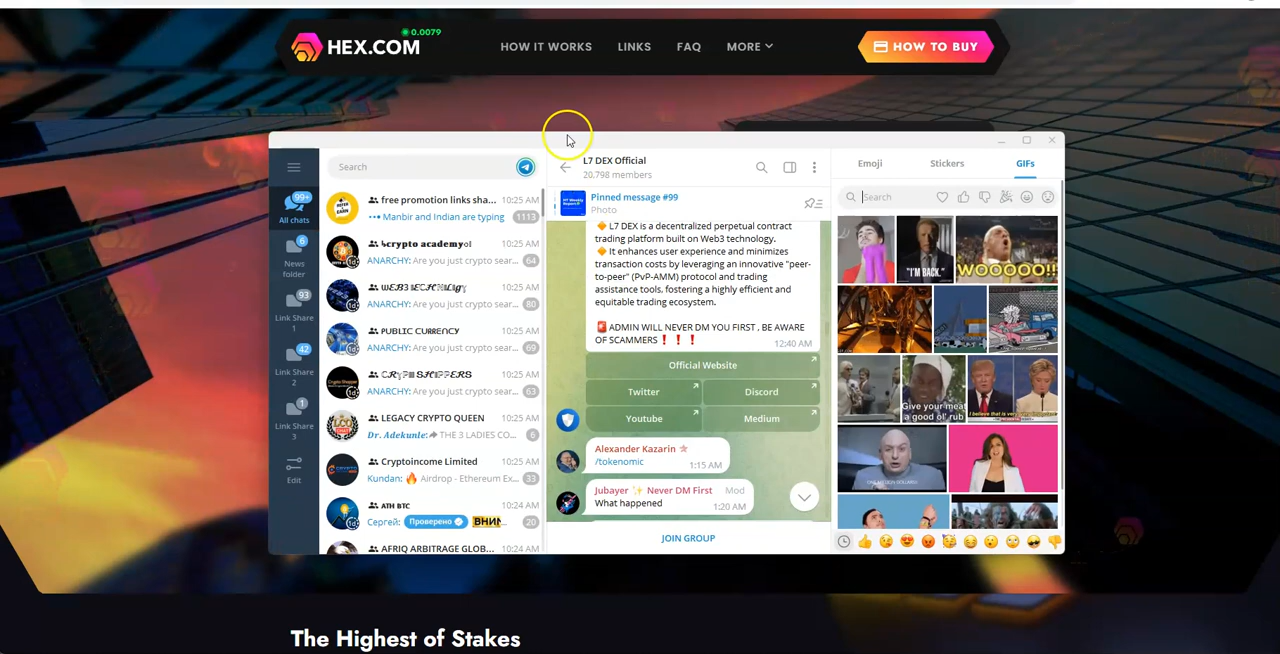 0.0079
HEX.COM
HOW IT WORKS
LINKS
FAQ
MORE
HOW TO BUY
Search
99+
All chats
6
News
folder
93
Link Share
1
42
Link Share
2
1
Link Share
3
Edit
free promotion links sha... 10:25 AM
Manbir and Indian are typing 1113
10:25 AM
ANARCHY: Are you just crypto sear... 64
10:25 AM
ANARCHY: Are you just crypto sear... 80
PUBLIC CURRENCY 10:25 AM
ANARCHY: Are you just crypto sear... 69
10:25 AM
ANARCHY: Are you just crypto sear... 63
LEGACY CRYPTO QUEEN 10:25 AM
Dr. Adekunle: THE 3 LADIES CO... 6
Cryptoincome Limited 10:25 AM
Kundan: 🔥 Airdrop - Ethereum Ex... 33
ATH BTC 10:24 AM
Сергей: Проверено ВНИ... 20
AFRIQ ARBITRAGE GLOB... 10:24 AM
L7 DEX Official
20,798 members
Pinned message #99
Photo
🔸 L7 DEX is a decentralized perpetual contract
trading platform built on Web3 technology.
🔸 It enhances user experience and minimizes
transaction costs by leveraging an innovative "peer-
to-peer" (PvP-AMM) protocol and trading
assistance tools, fostering a highly efficient and
equitable trading ecosystem.
🚨 ADMIN WILL NEVER DM YOU FIRST , BE AWARE
OF SCAMMERS ❗ ❗ ❗
12:40 AM
Official Website
Twitter
Discord
Youtube
Medium
Alexander Kazarin
/tokenomic
1:15 AM
Jubayer ✨ Never DM First Mod
What happened
1:20 AM
JOIN GROUP
Emoji
Stickers
GIFs
Search
"I'M BACK."
WOOOOO!!
Give your meat
a good ol' rub
The Highest of Stakes